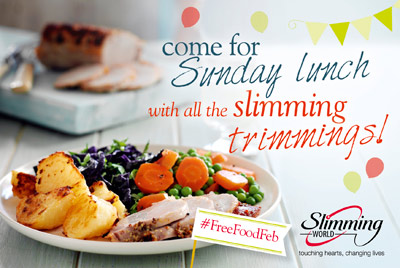 come for
Sunday lunch
with all the slimming
trimmings!
#FreeFoodFeb
Slimming
WORLD
touching hearts, changing lives